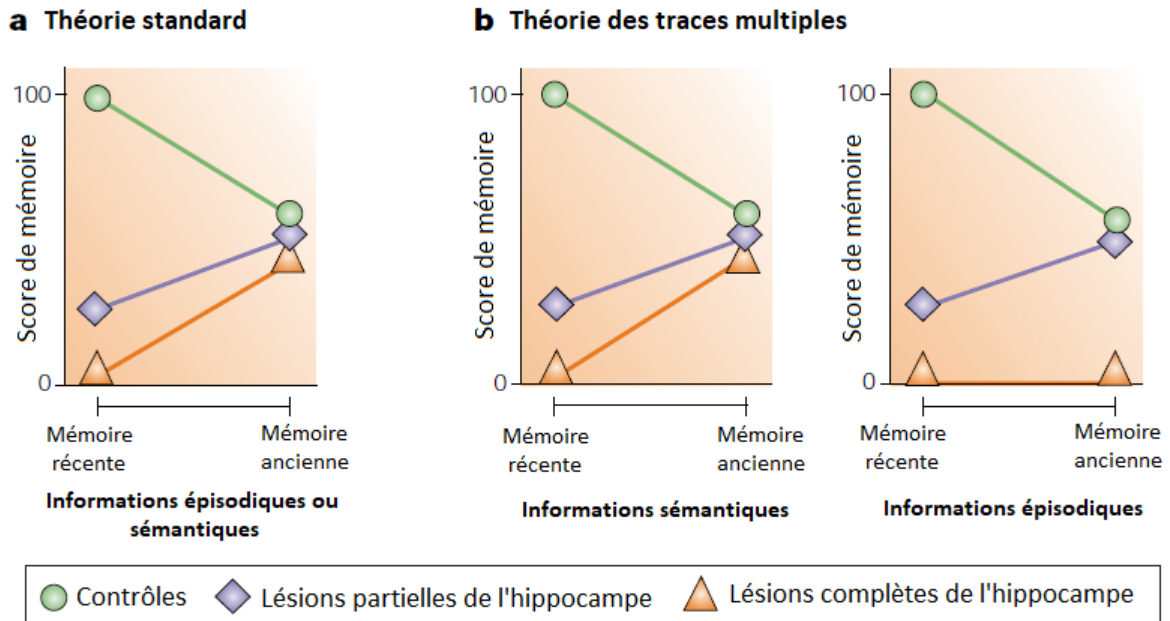 a Théorie standard
b Théorie des traces multiples
100
Score de mémoire
0
Mémoire
récente
Mémoire
ancienne
Informations épisodiques ou
sémantiques
100
Score de mémoire
0
Mémoire
récente
Mémoire
ancienne
Informations sémantiques
100
Score de mémoire
0
Mémoire
récente
Mémoire
ancienne
Informations épisodiques
Contrôles
Lésions partielles de l'hippocampe
Lésions complètes de l'hippocampe